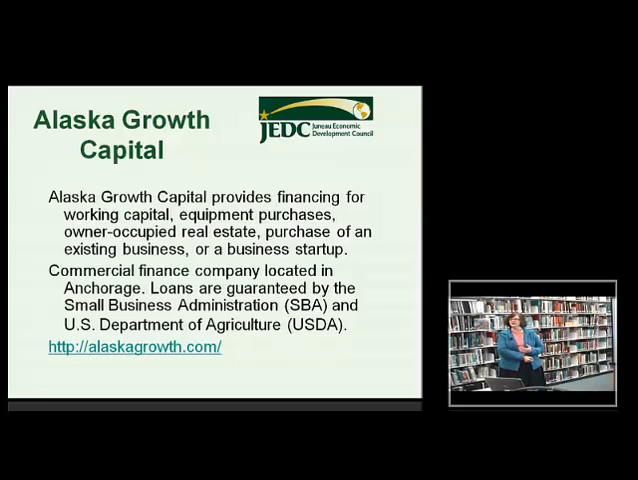 Alaska Growth
Capital
JEDC Juneau Economic
Development Council
Alaska Growth Capital provides financing for
working capital, equipment purchases,
owner-occupied real estate, purchase of an
existing business, or a business startup.
Commercial finance company located in
Anchorage. Loans are guaranteed by the
Small Business Administration (SBA) and
U.S. Department of Agriculture (USDA).
http://alaskagrowth.com/